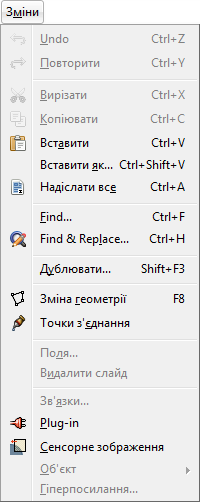 Зміни
Undo Ctrl+Z
Повторити Ctrl+Y
Вирізати Ctrl+X
Копіювати Ctrl+C
Вставити Ctrl+V
Вставити як... Ctrl+Shift+V
Надіслати все Ctrl+A
Find... Ctrl+F
Find & Replace... Ctrl+H
Дублювати... Shift+F3
Зміна геометрії F8
Точки з'єднання
Поля...
Видалити слайд
Зв'язки...
Plug-in
Сенсорне зображення
Об'єкт
Гіперпосилання...